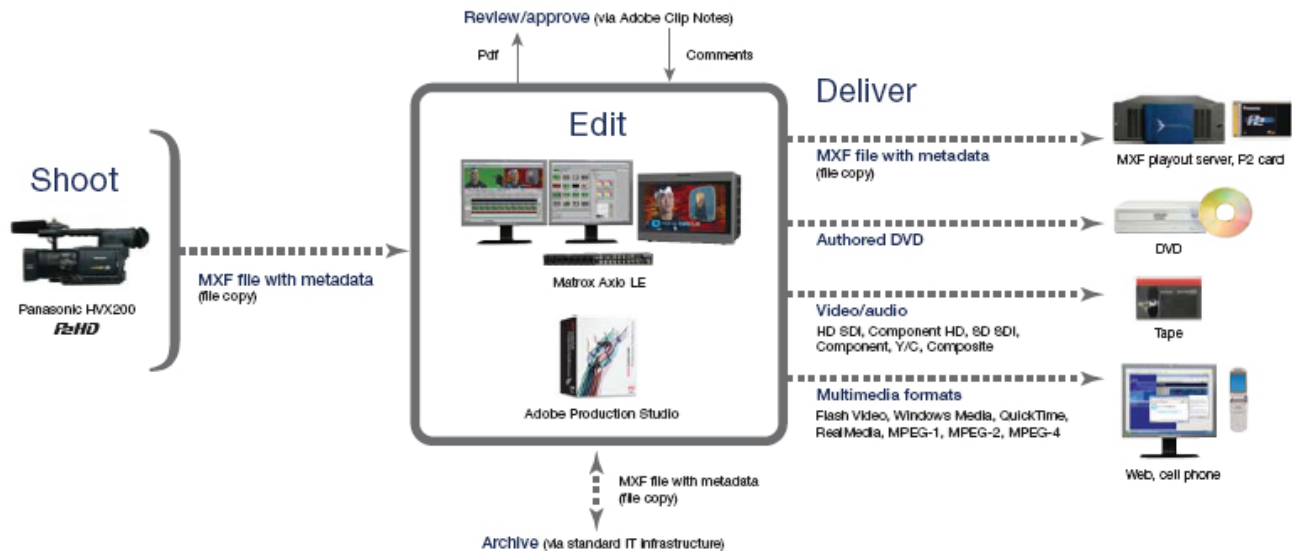 Review/approve (via Adobe Clip Notes)
Pdf
Comments
Shoot
Panasonic HVX200
P2HD
MXF file with metadata
(file copy)
Edit
Matrox Axio LE
Adobe Production Studio
Deliver
MXF file with metadata
(file copy)
MXF playout server, P2 card
Authored DVD
DVD
Video/audio
HD SDI, Component HD, SD SDI,
Component, Y/C, Composite
Tape
Multimedia formats
Flash Video, Windows Media, QuickTime,
RealMedia, MPEG-1, MPEG-2, MPEG-4
Web, cell phone
MXF file with metadata
(file copy)
Archive (via standard IT infrastructure)